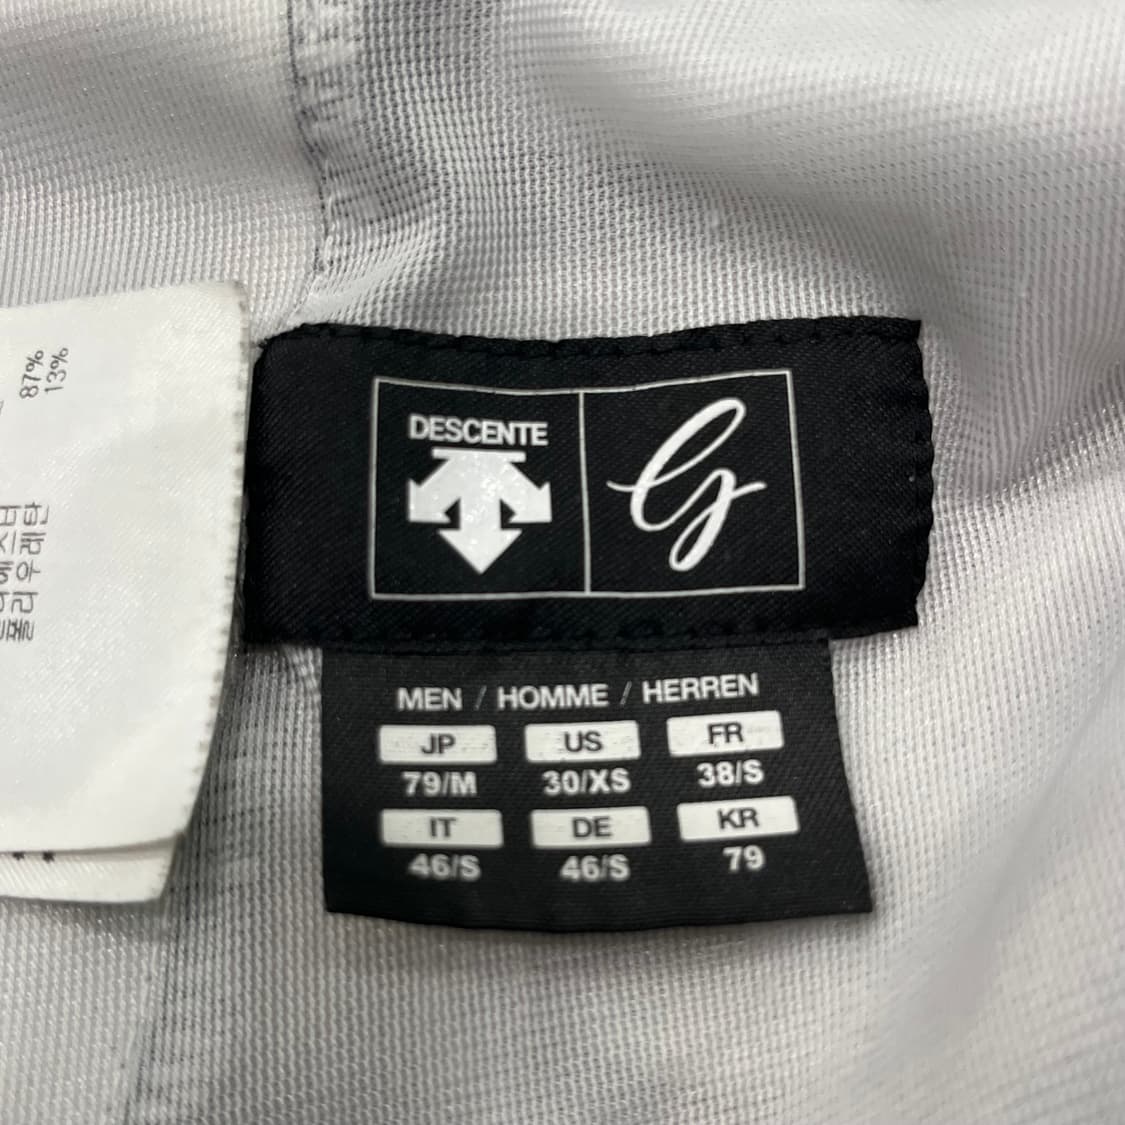 DESCENTE
G
MEN / HOMME / HERREN
JP US FR
79/M 30/XS 38/S
IT DE KR
46/S 46/S 79
87%
13%